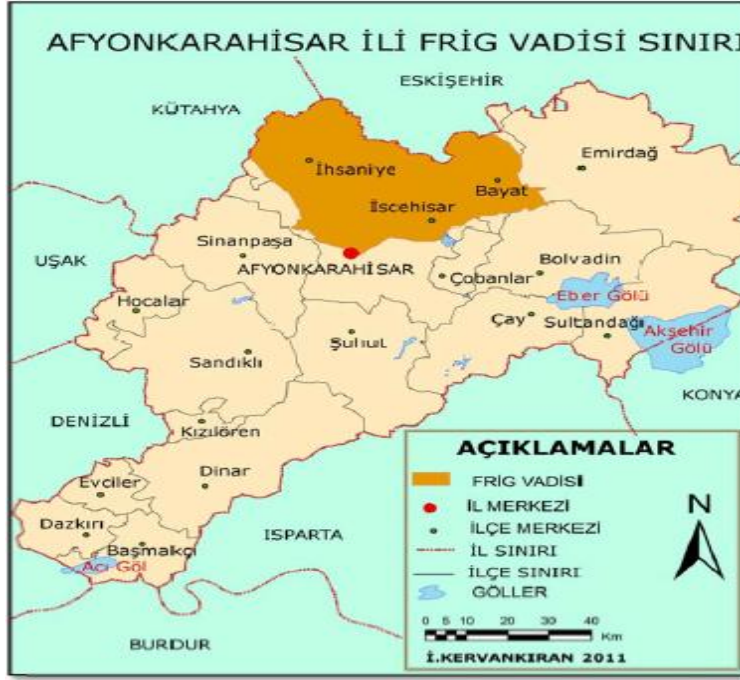 AFYONKARAHİSAR İLİ FRİG VADİSİ SINIRI
ESKİŞEHİR
KÜTAHYA
Emirdağ
İhsaniye
Bayat
İscehisar
Sinanpaşa
UŞAK
AFYONKARAHİSAR
Bolvadin
Çobanlar
Hocalar
Eber Gölü
Çay
Sultandağı
Akşehir
Gölü
Şuhut
Sandıklı
KONYA
DENİZLİ
Kızılören
Evciler
Dinar
Dazkırı
Başmakçı
Acı Göl
ISPARTA
BURDUR
AÇIKLAMALAR
FRİG VADİSİ
İL MERKEZİ
İLÇE MERKEZİ
İL SINIRI
İLÇE SINIRI
GÖLLER
N
0 5 10 20 30 40
Km
İ.KERVANKIRAN 2011